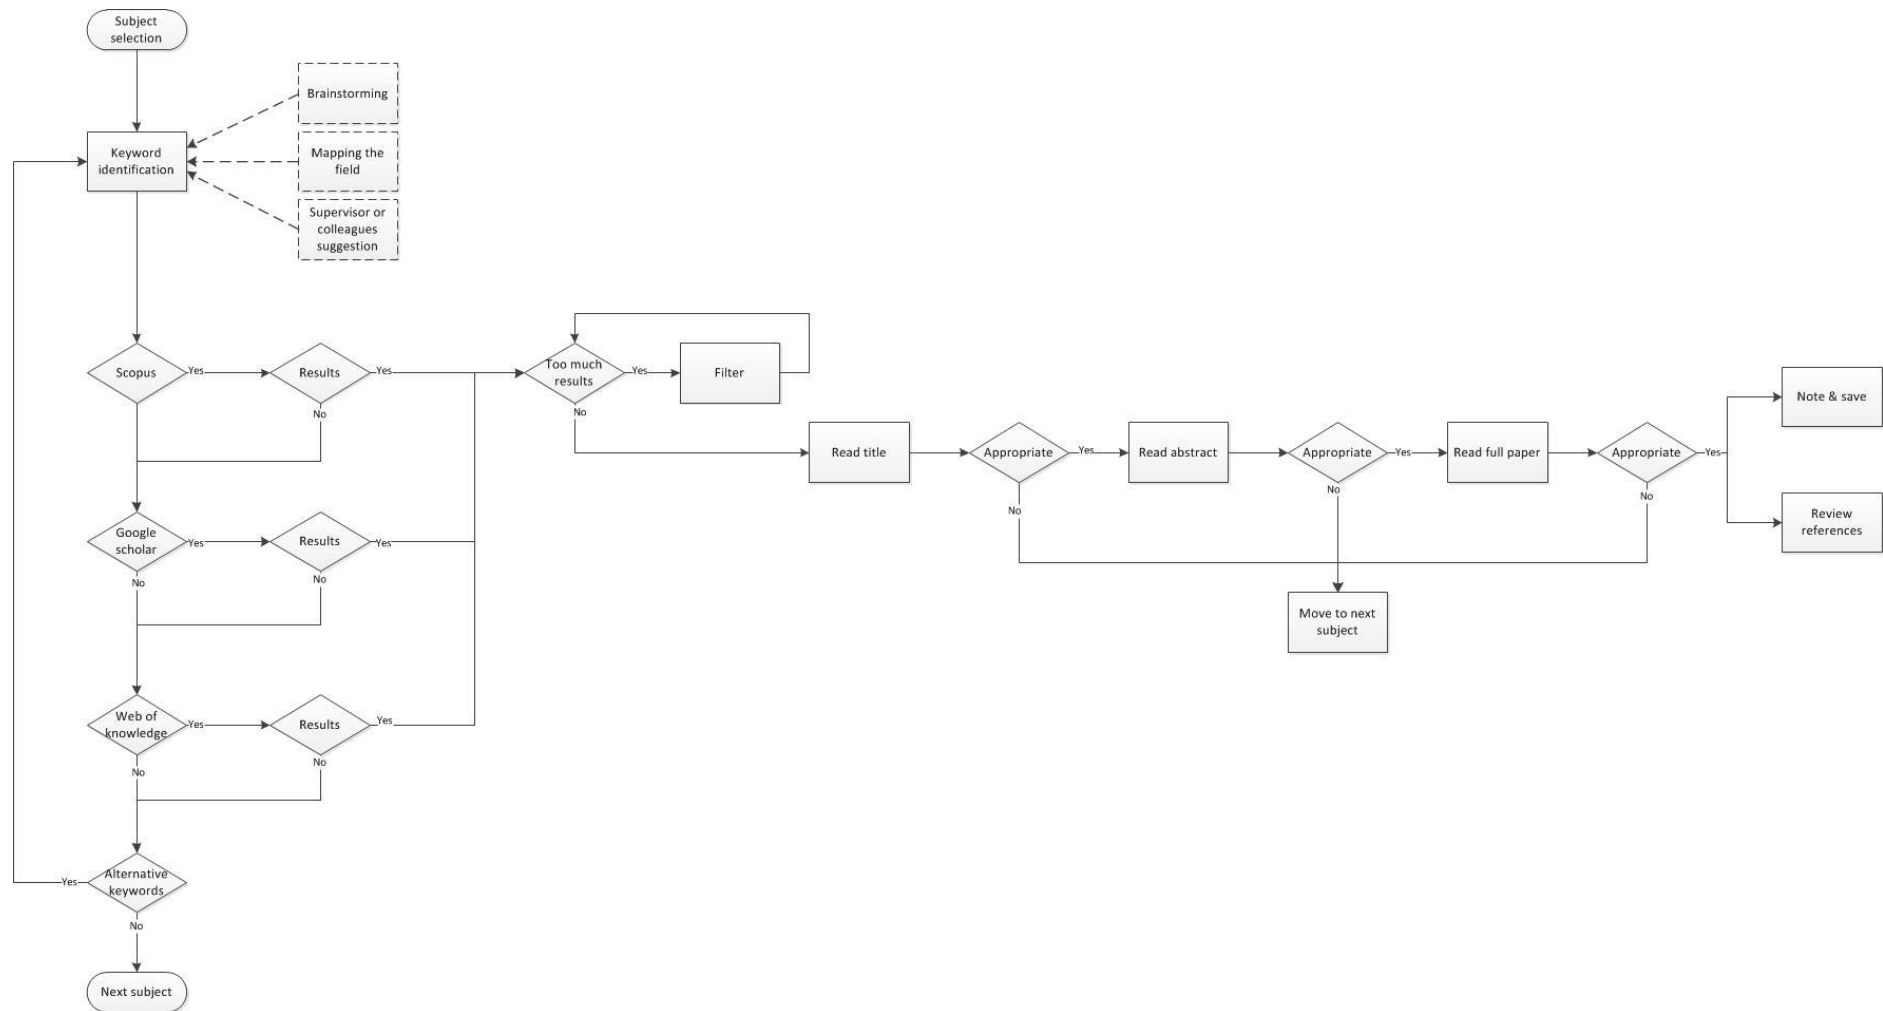 Subject
selection
Brainstorming
Keyword
identification
Mapping the
field
Supervisor or
colleagues
suggestion
Scopus
Yes
Results
Yes
No
Too much
results
Yes
Filter
No
Read title
Appropriate
Yes
Read abstract
Appropriate
Yes
Read full paper
Appropriate
Yes
Note & save
Review
references
No
No
No
Move to next
subject
Google
scholar
Yes
Results
Yes
No
No
Web of
knowledge
Yes
Results
Yes
No
No
Alternative
keywords
Yes
No
Next subject